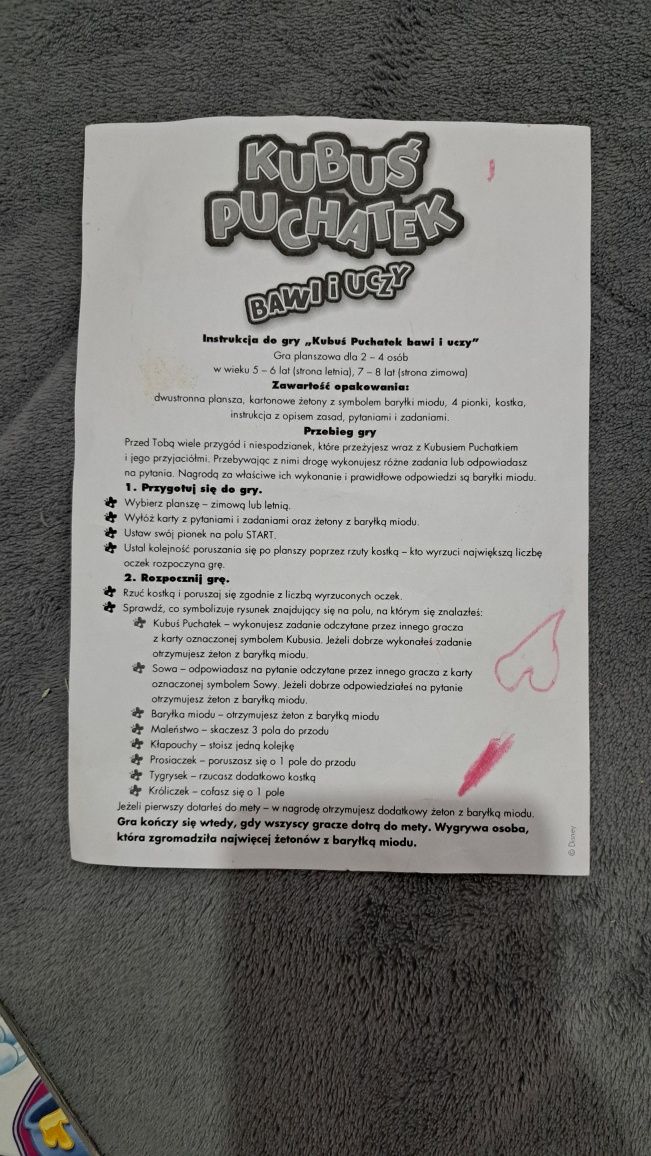 KUBUŚ
PUCHATEK
BAWI i UCZY
Instrukcja do gry „Kubuś Puchatek bawi i uczy”
Gra planszowa dla 2 – 4 osób
w wieku 5 – 6 lat (strona letnia), 7 – 8 lat (strona zimowa)
Zawartość opakowania:
dwustronna plansza, kartonowe żetony z symbolem baryłki miodu, 4 pionki, kostka,
instrukcja z opisem zasad, pytaniami i zadaniami.
Przebieg gry
Przed Tobą wiele przygód i niespodzianek, które przeżyjesz wraz z Kubusiem Puchatkiem
i jego przyjaciółmi. Przebywając z nimi drogę wykonujesz różne zadania lub odpowiadasz
na pytania. Nagrodą za właściwe ich wykonanie i prawidłowe odpowiedzi są baryłki miodu.
1. Przygotuj się do gry.
Wybierz planszę – zimową lub letnią.
Wyłóż karty z pytaniami i zadaniami oraz żetony z baryłką miodu.
Ustaw swój pionek na polu START.
Ustal kolejność poruszania się po planszy poprzez rzuty kostką – kto wyrzuci największą liczbę
oczek rozpoczyna grę.
2. Rozpocznij grę.
Rzuć kostką i poruszaj się zgodnie z liczbą wyrzuconych oczek.
Sprawdź, co symbolizuje rysunek znajdujący się na polu, na którym się znalazłeś:
Kubuś Puchatek – wykonujesz zadanie odczytane przez innego gracza
z karty oznaczonej symbolem Kubusia. Jeżeli dobrze wykonałeś zadanie
otrzymujesz żeton z baryłką miodu.
Sowa – odpowiadasz na pytanie odczytane przez innego gracza z karty
oznaczonej symbolem Sowy. Jeżeli dobrze odpowiedziałeś na pytanie
otrzymujesz żeton z baryłką miodu.
Baryłka miodu – otrzymujesz żeton z baryłką miodu
Maleństwo – skaczesz 3 pola do przodu
Kłapouchy – stoisz jedną kolejkę
Prosiaczek – poruszasz się o 1 pole do przodu
Tygrysek – rzucasz dodatkowo kostką
Króliczek – cofasz się o 1 pole
Jeżeli pierwszy dotarłeś do mety – w nagrodę otrzymujesz dodatkowy żeton z baryłką miodu.
Gra kończy się wtedy, gdy wszyscy gracze dotrą do mety. Wygrywa osoba,
która zgromadziła najwięcej żetonów z baryłką miodu.
© Disney